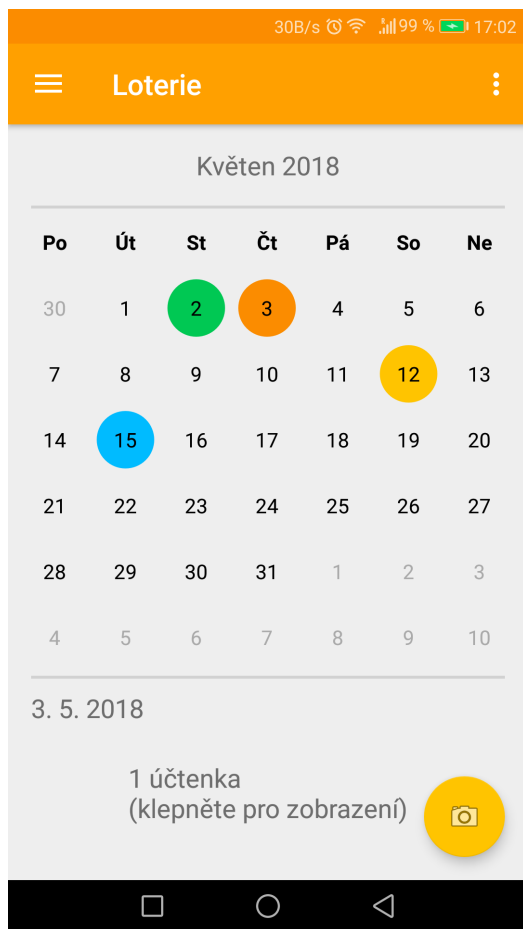 30B/s 99 % 17:02
Loterie
Květen 2018
Po Út St Čt Pá So Ne
30 1 2 3 4 5 6
7 8 9 10 11 12 13
14 15 16 17 18 19 20
21 22 23 24 25 26 27
28 29 30 31 1 2 3
4 5 6 7 8 9 10
3. 5. 2018
1 účtenka
(klepněte pro zobrazení)